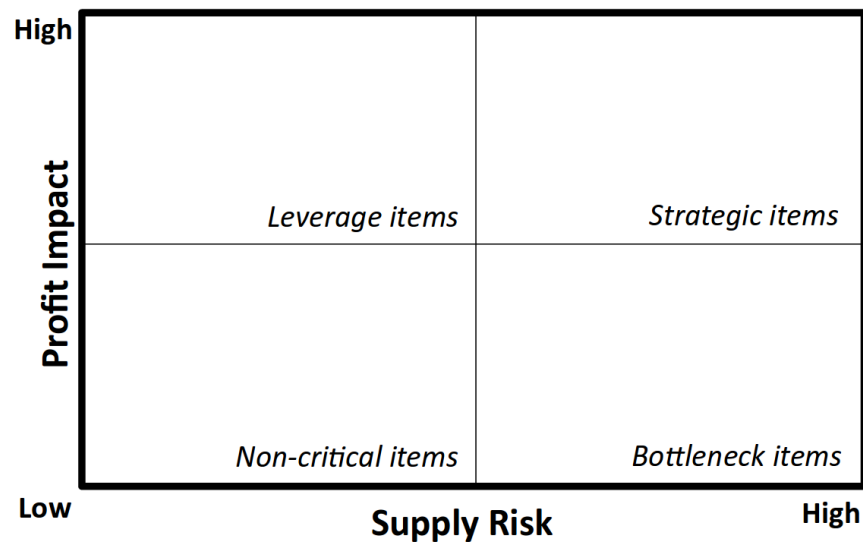 High
Profit Impact
Leverage items
Strategic items
Non-critical items
Bottleneck items
Low
Supply Risk
High